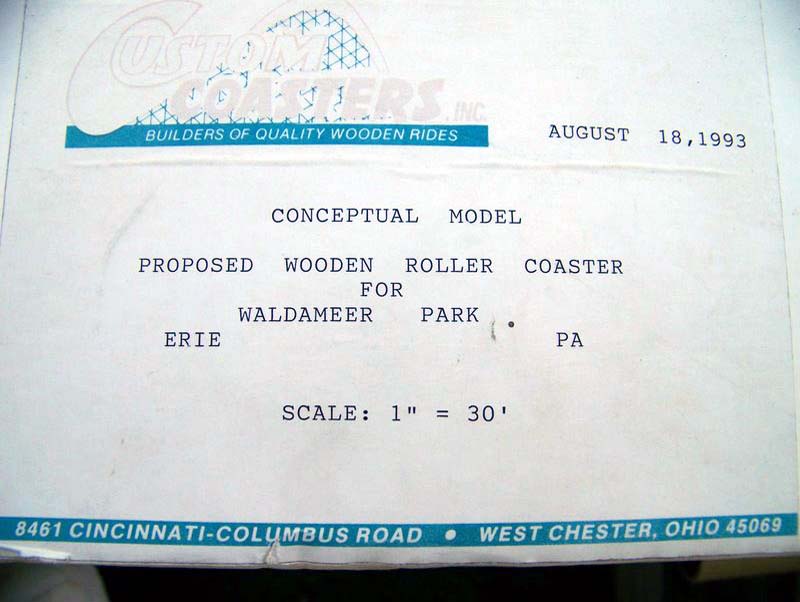 CUSTOM
COASTERS, INC.
BUILDERS OF QUALITY WOODEN RIDES
AUGUST 18,1993
CONCEPTUAL MODEL
PROPOSED WOODEN ROLLER COASTER
FOR
WALDAMEER PARK
ERIE PA
SCALE: 1" = 30'
8461 CINCINNATI-COLUMBUS ROAD • WEST CHESTER, OHIO 45069